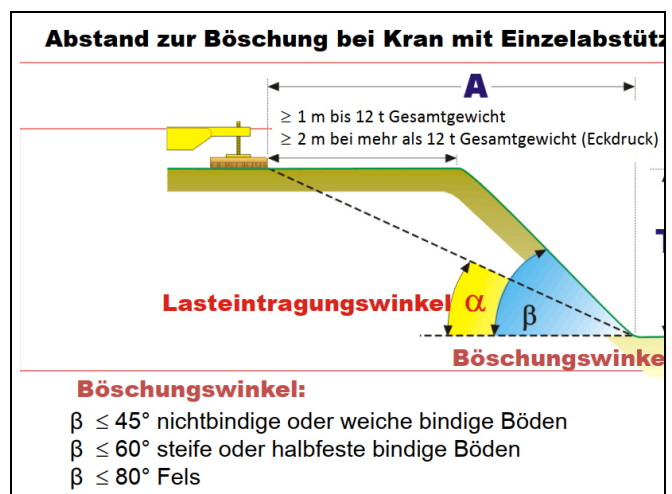 Abstand zur Böschung bei Kran mit Einzelabstütz
A
≥ 1 m bis 12 t Gesamtgewicht
≥ 2 m bei mehr als 12 t Gesamtgewicht (Eckdruck)
T
Lasteintragungswinkel α
β
Böschungswinke
Böschungswinkel:
β ≤ 45° nichtbindige oder weiche bindige Böden
β ≤ 60° steife oder halbfeste bindige Böden
β ≤ 80° Fels